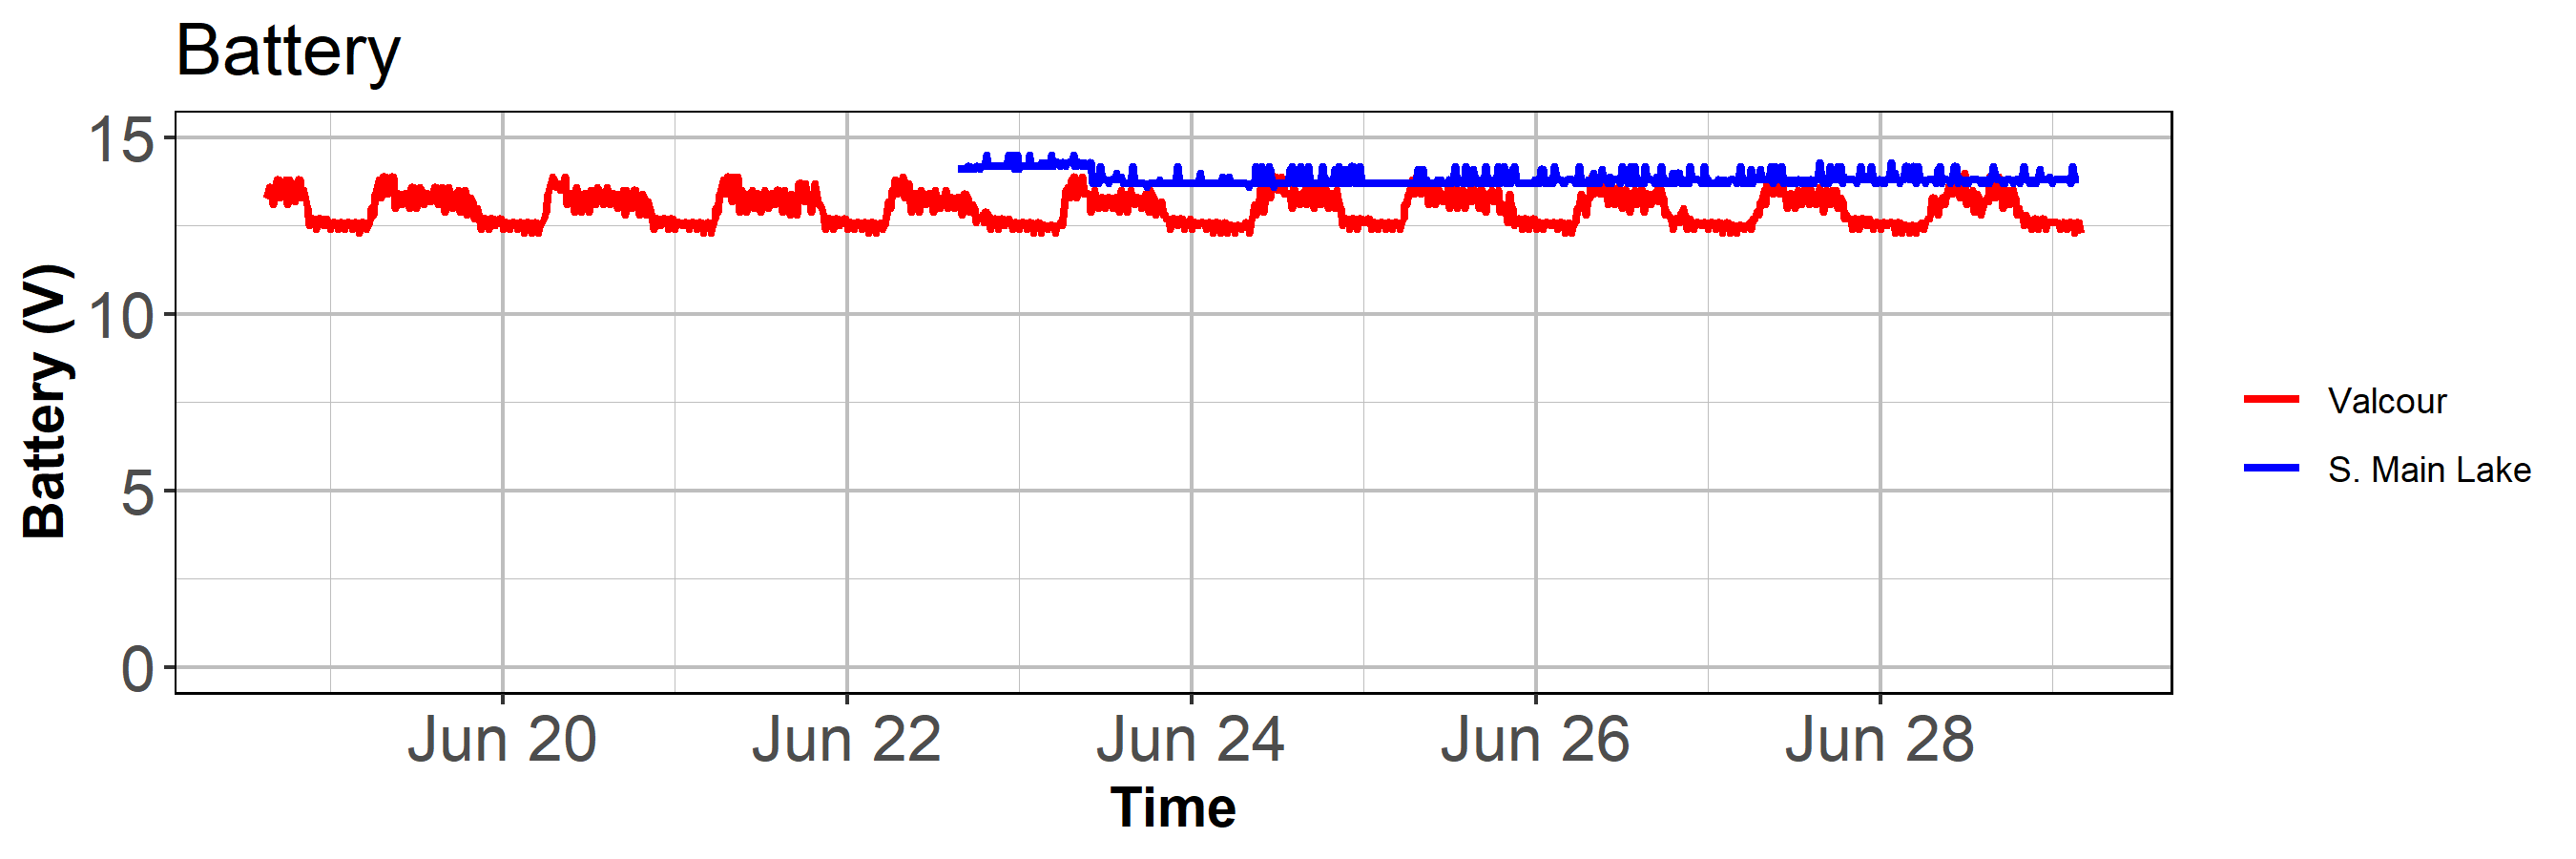 Battery
Battery (V)
15
10
5
0
Jun 20
Jun 22
Jun 24
Jun 26
Jun 28
Time
Valcour
S. Main Lake